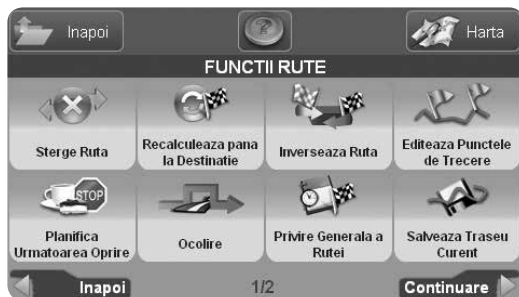 Inapoi
Harta
FUNCTII RUTE
Sterge Ruta
Recalculeaza pana
la Destinatie
Inverseaza Ruta
Editeaza Punctele
de Trecere
STOP
Planifica
Urmatoarea Oprire
Ocolire
Privire Generala a
Rutei
Salveaza Traseu
Curent
Inapoi
1/2
Continuare